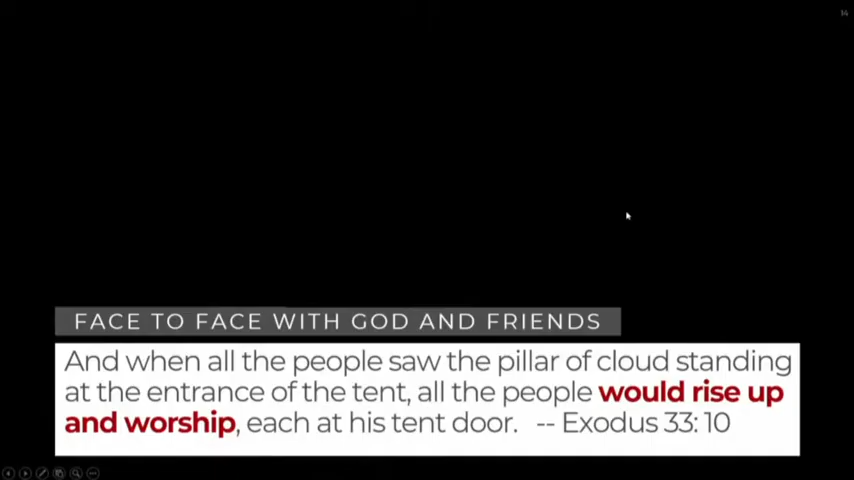 14
FACE TO FACE WITH GOD AND FRIENDS
And when all the people saw the pillar of cloud standing
at the entrance of the tent, all the people would rise up
and worship, each at his tent door.   -- Exodus 33: 10